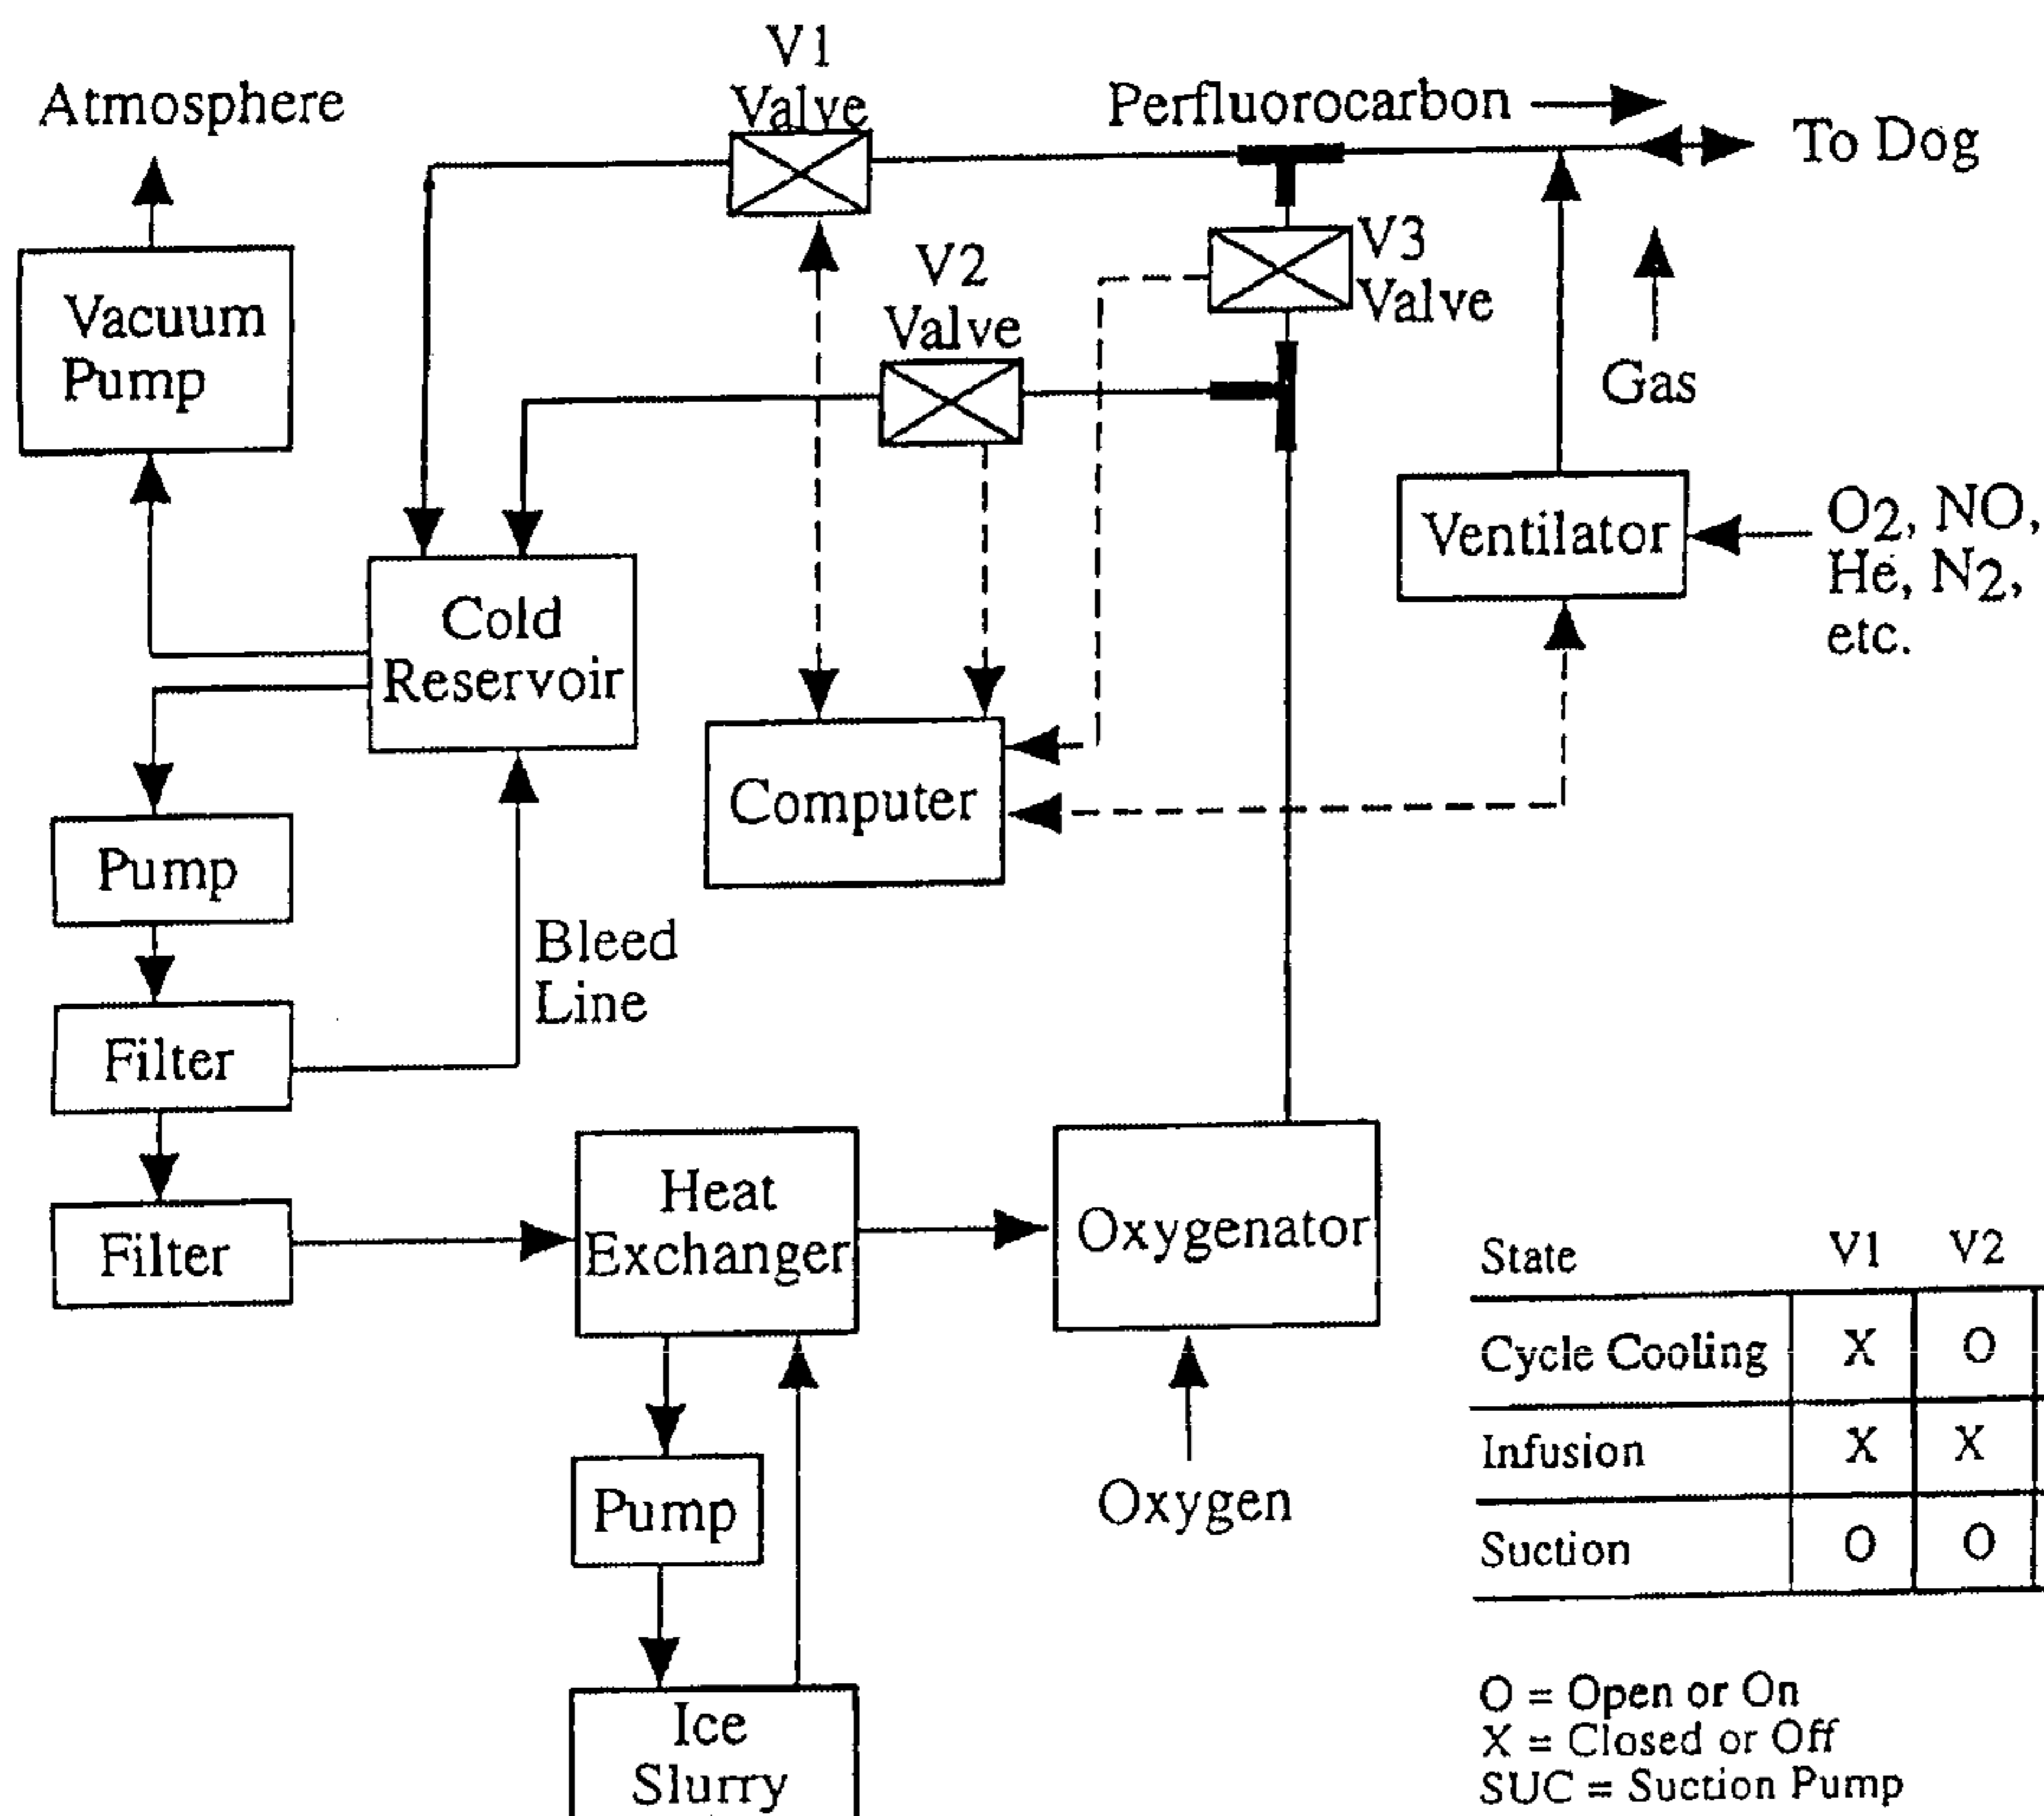 V1
Valve
Atmosphere
Perfluorocarbon
To Dog
V3
Valve
V2
Valve
Vacuum
Pump
Gas
Ventilator
O2, NO,
He, N2,
etc.
Cold
Reservoir
Computer
Pump
Bleed
Line
Filter
Filter
Heat
Exchanger
Oxygenator
Pump
Oxygen
Ice
Slurry
State V1 V2
Cycle Cooling X O
Infusion X X
Suction O O
O = Open or On
X = Closed or Off
SUC = Suction Pump